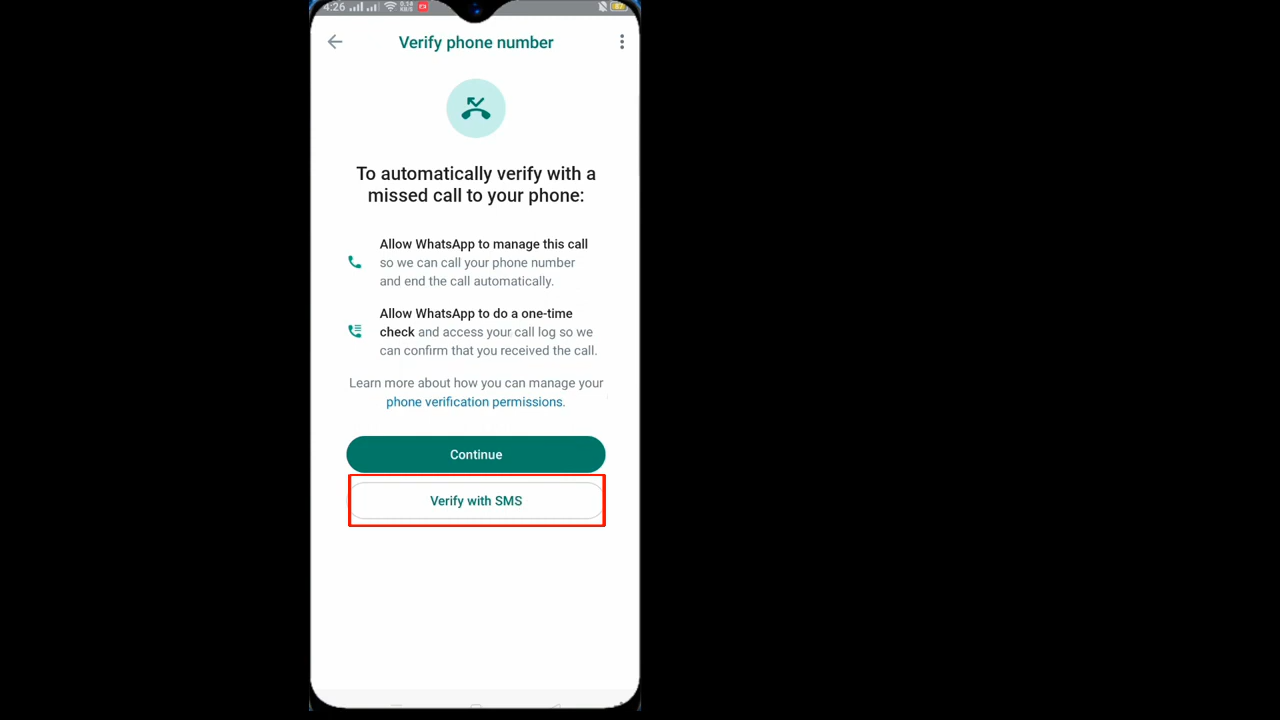 4:26
Verify phone number
To automatically verify with a
missed call to your phone:
Allow WhatsApp to manage this call
so we can call your phone number
and end the call automatically.
Allow WhatsApp to do a one-time
check and access your call log so we
can confirm that you received the call.
Learn more about how you can manage your
phone verification permissions.
Continue
Verify with SMS